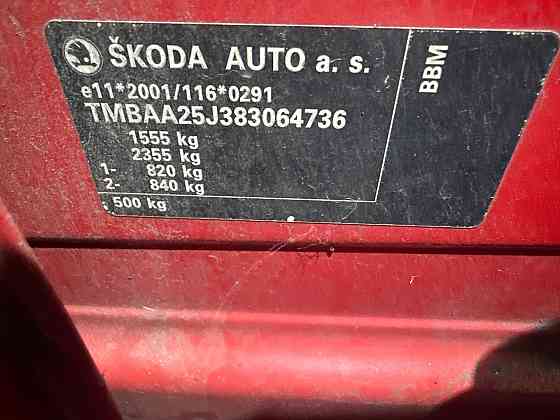 ŠKODA AUTO a. s.
BBM
e11*2001/116*0291
TMBAA25J383064736
1555 kg
2355 kg
1- 820 kg
2- 840 kg
500 kg